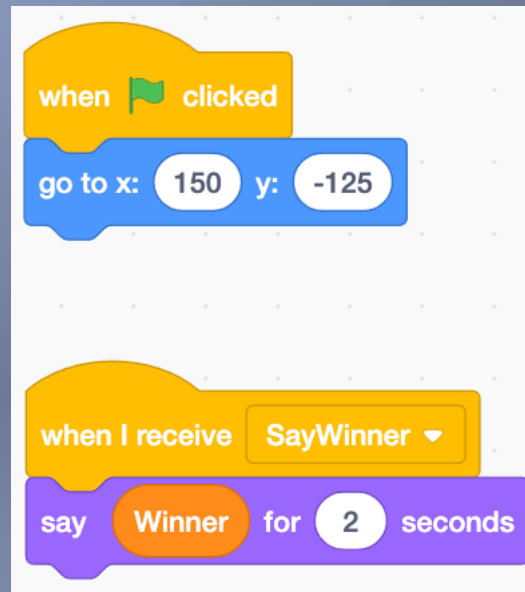 when clicked
go to x: 150 y: -125
when I receive SayWinner
say Winner for 2 seconds